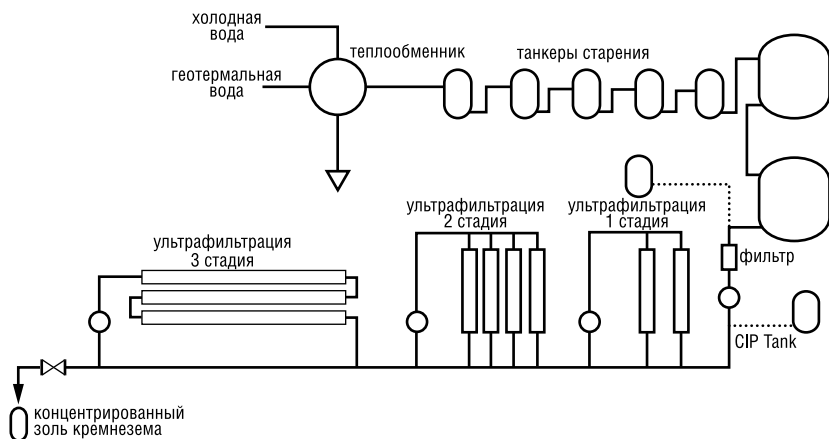 холодная
вода
теплообменник
танкеры старения
геотермальная
вода
ультрафильтрация
2 стадия
ультрафильтрация
1 стадия
ультрафильтрация
3 стадия
фильтр
CIP Tank
концентрированный
золь кремнезема